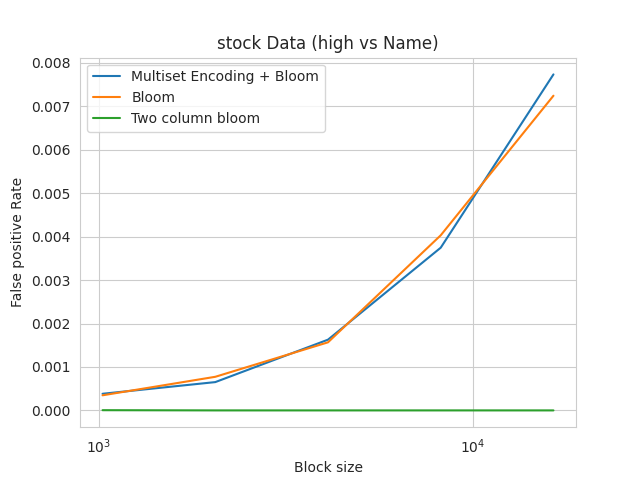 stock Data (high vs Name)
Multiset Encoding + Bloom
Bloom
Two column bloom
0.008
0.007
0.006
0.005
0.004
0.003
0.002
0.001
0.000
False positive Rate
10³
10⁴
Block size